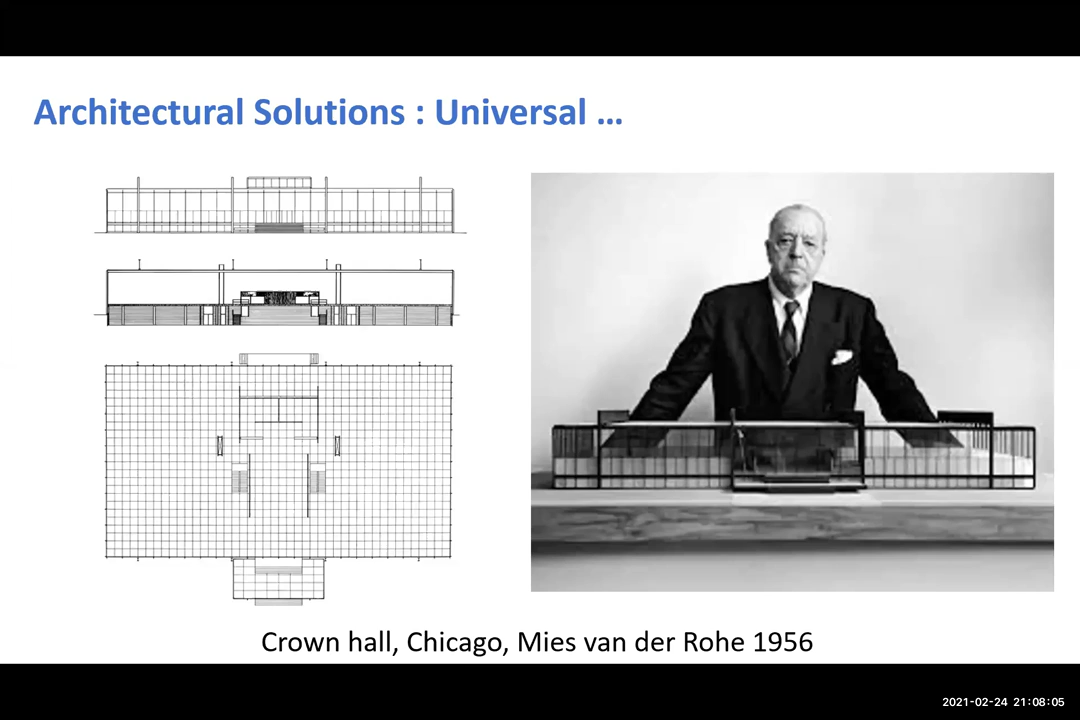 Architectural Solutions : Universal ...
Crown hall, Chicago, Mies van der Rohe 1956
2021-02-24 21:08:05